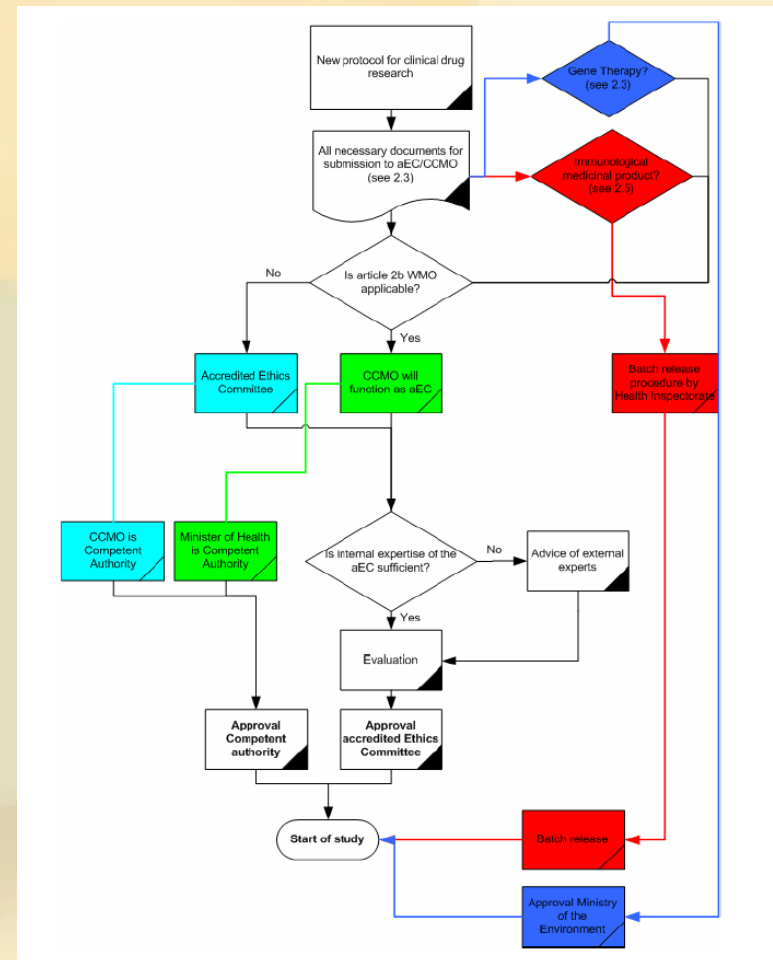 New protocol for clinical drug
research
Gene Therapy?
(see 2.3)
All necessary documents for
submission to aEC/CCMO
(see 2.3)
Immunological
medicinal product?
(see 2.5)
No
Is article 2b WMO
applicable?
Yes
Accredited Ethics
Committee
CCMO will
function as aEC
Batch release
procedure by
Health Inspectorate
CCMO is
Competent
Authority
Minister of Health
is Competent
Authority
Is internal expertise of the
aEC sufficient?
No
Advice of external
experts
Yes
Evaluation
Approval
Competent
authority
Approval
accredited Ethics
Committee
Start of study
Batch release
Approval Ministry
of the
Environment